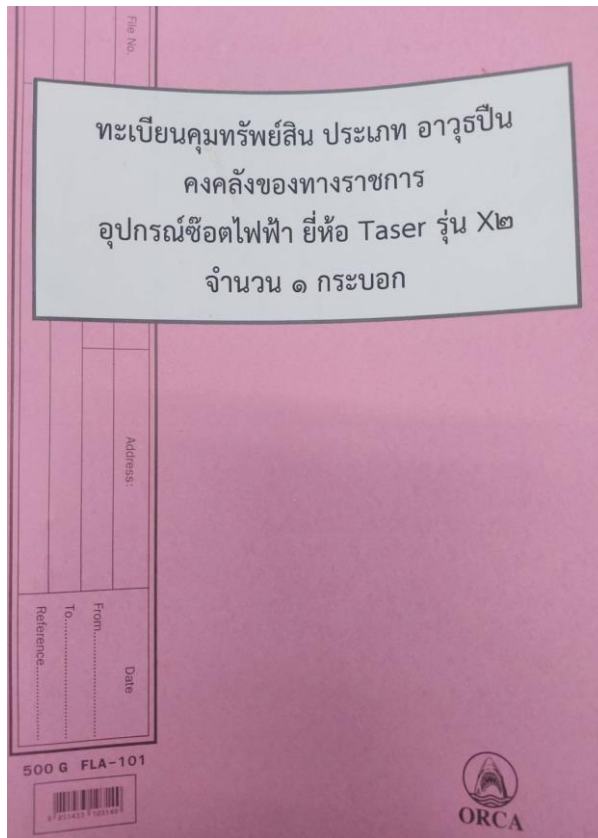 File No.
ทะเบียนคุมทรัพย์สิน ประเภท อาวุธปืน
คงคลังของทางราชการ
อุปกรณ์ช๊อตไฟฟ้า ยี่ห้อ Taser รุ่น X๒
จำนวน ๑ กระบอก
Address:
Date
From
To
Reference
500 G FLA-101
ORCA